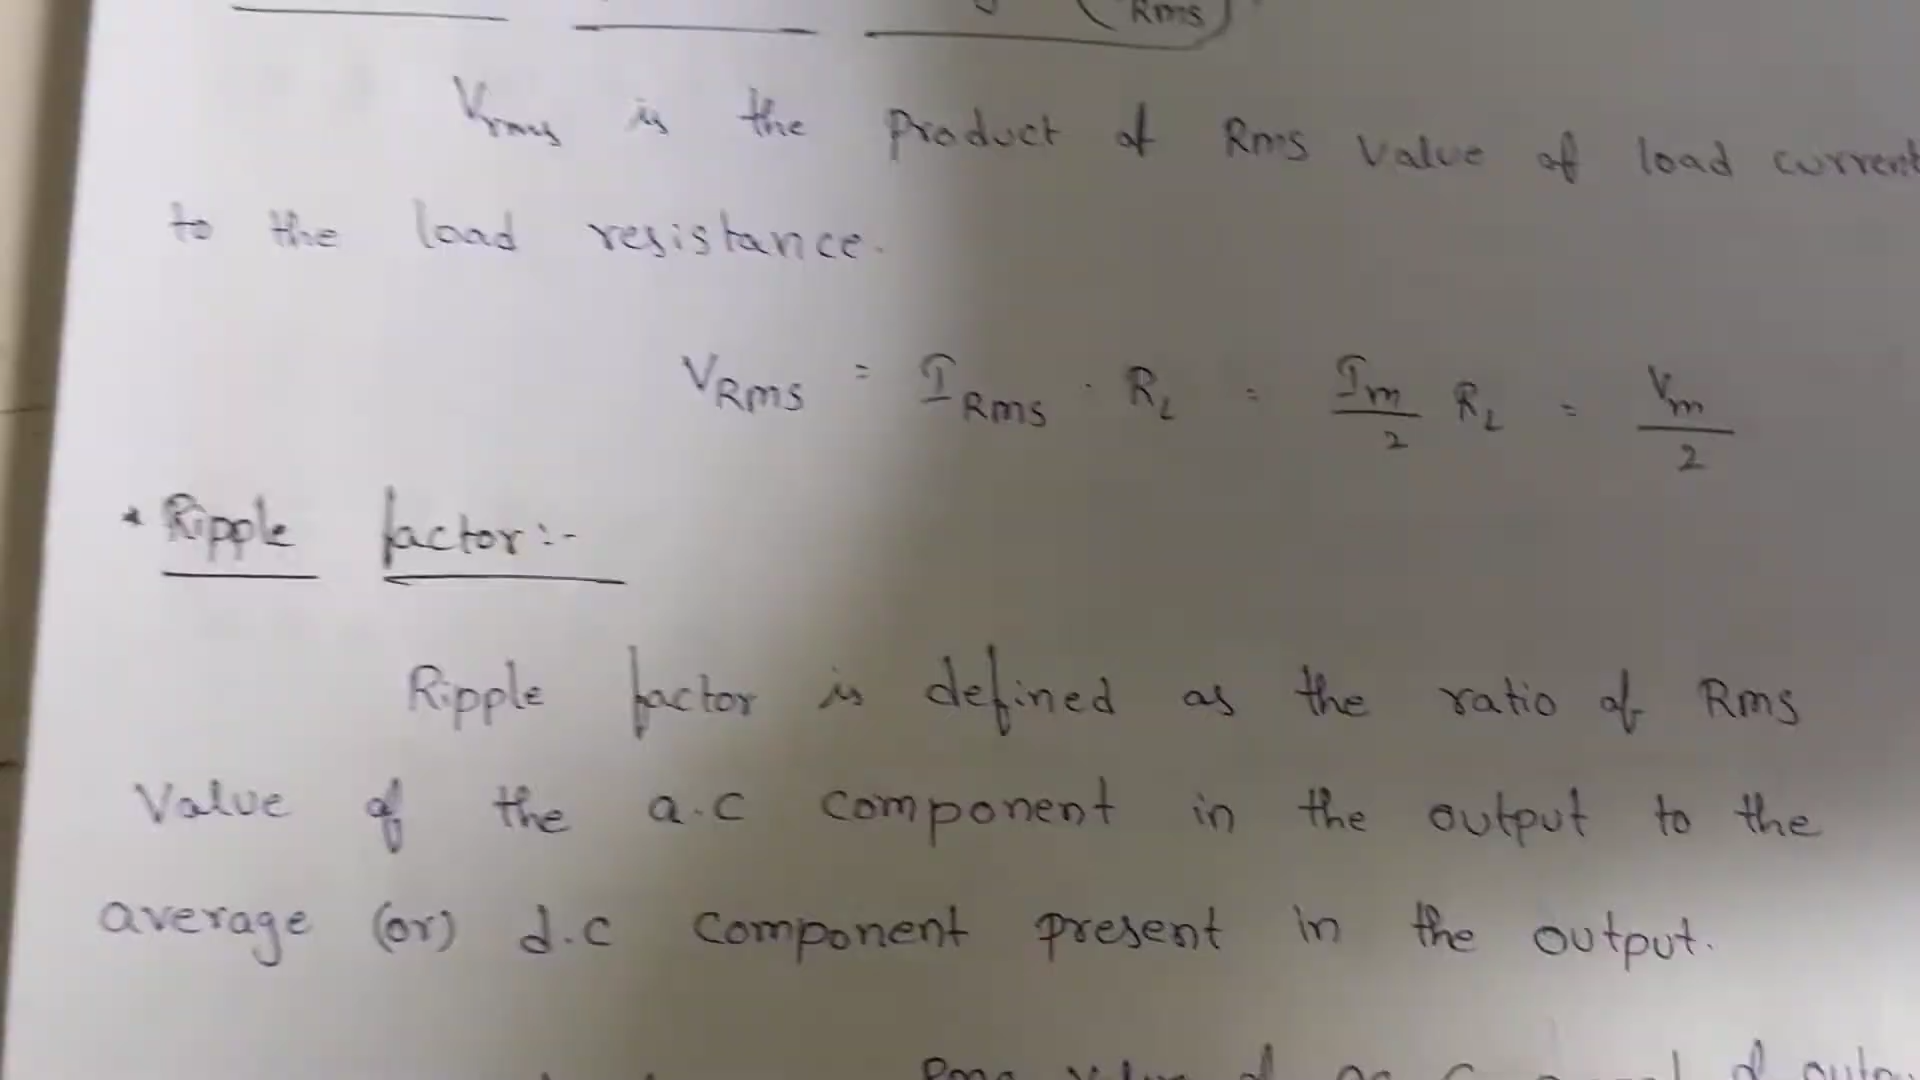 (Rms)
Vrms is the product of Rms Value of load current
to the load resistance.
VRms = IRms · RL = Im/2 RL = Vm/2
* Ripple factor:-
Ripple factor is defined as the ratio of Rms
Value of the a.c component in the output to the
average (or) d.c component present in the output.